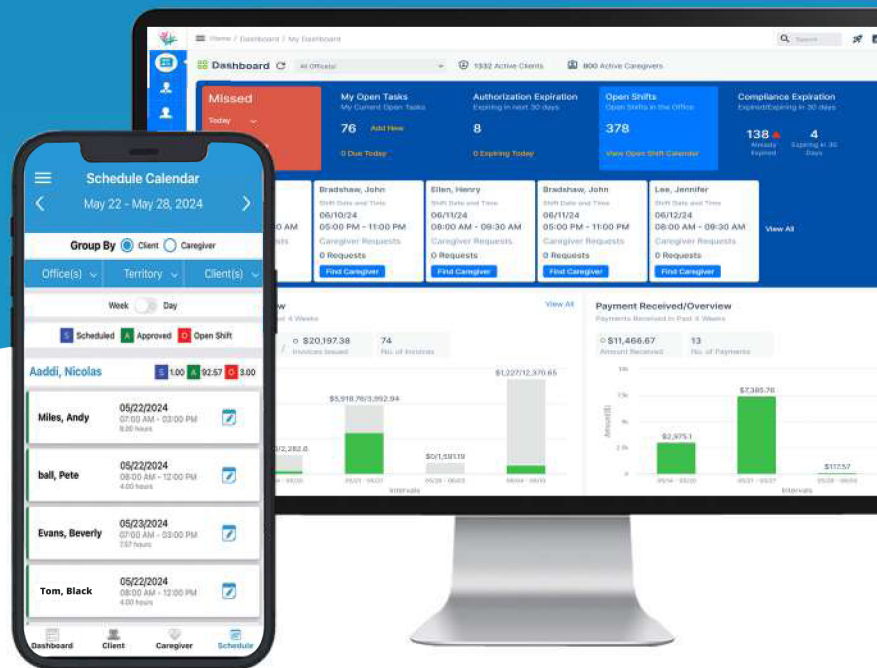 Home / Dashboard / My Dashboard
Search
Dashboard
All Office(s)
1332 Active Clients
800 Active Caregivers
Missed
Today
My Open Tasks
My Current Open Tasks
76 Add New
0 Due Today
Authorization Expiration
Expiring in next 30 days
8
0 Expiring Today
Open Shifts
Open Shifts in the Office
378
View Open Shift Calendar
Compliance Expiration
Expired/Expiring in 30 days
138 4
Already Expiring in 30
Expired Days
Bradshaw, John
Shift Date and Time
06/10/24
05:00 PM - 11:00 PM
Caregiver Requests
0 Requests
Find Caregiver
Ellen, Henry
Shift Date and Time
06/11/24
08:00 AM - 09:30 AM
Caregiver Requests
0 Requests
Find Caregiver
Bradshaw, John
Shift Date and Time
06/11/24
05:00 PM - 11:00 PM
Caregiver Requests
0 Requests
Find Caregiver
Lee, Jennifer
Shift Date and Time
06/12/24
08:00 AM - 09:30 AM
Caregiver Requests
0 Requests
Find Caregiver
View All
View All
$20,197.38
Invoices Issued
74
No. of Invoices
$5,918.76/3,992.94
$0/1,591.19
$1,227/12,370.65
05/21 - 05/27
Intervals
Payment Received/Overview
Payments Received in Past 4 Weeks
$11,466.67
Amount Received
13
No. of Payments
Amount($)
$2,975.1
$7,385.76
$117.57
05/21 - 05/27
Intervals
Schedule Calendar
May 22 - May 28, 2024
Group By Client Caregiver
Office(s) Territory Client(s)
Week Day
S Scheduled A Approved O Open Shift
Aaddi, Nicolas S 1.00 A 92.57 O 3.00
Miles, Andy
05/22/2024
07:00 AM - 03:00 PM
8.00 hours
ball, Pete
05/22/2024
08:00 AM - 12:00 PM
4.00 hours
Evans, Beverly
05/23/2024
07:00 AM - 03:00 PM
7.57 hours
Tom, Black
05/22/2024
08:00 AM - 12:00 PM
4.00 hours
Dashboard Client Caregiver Schedule